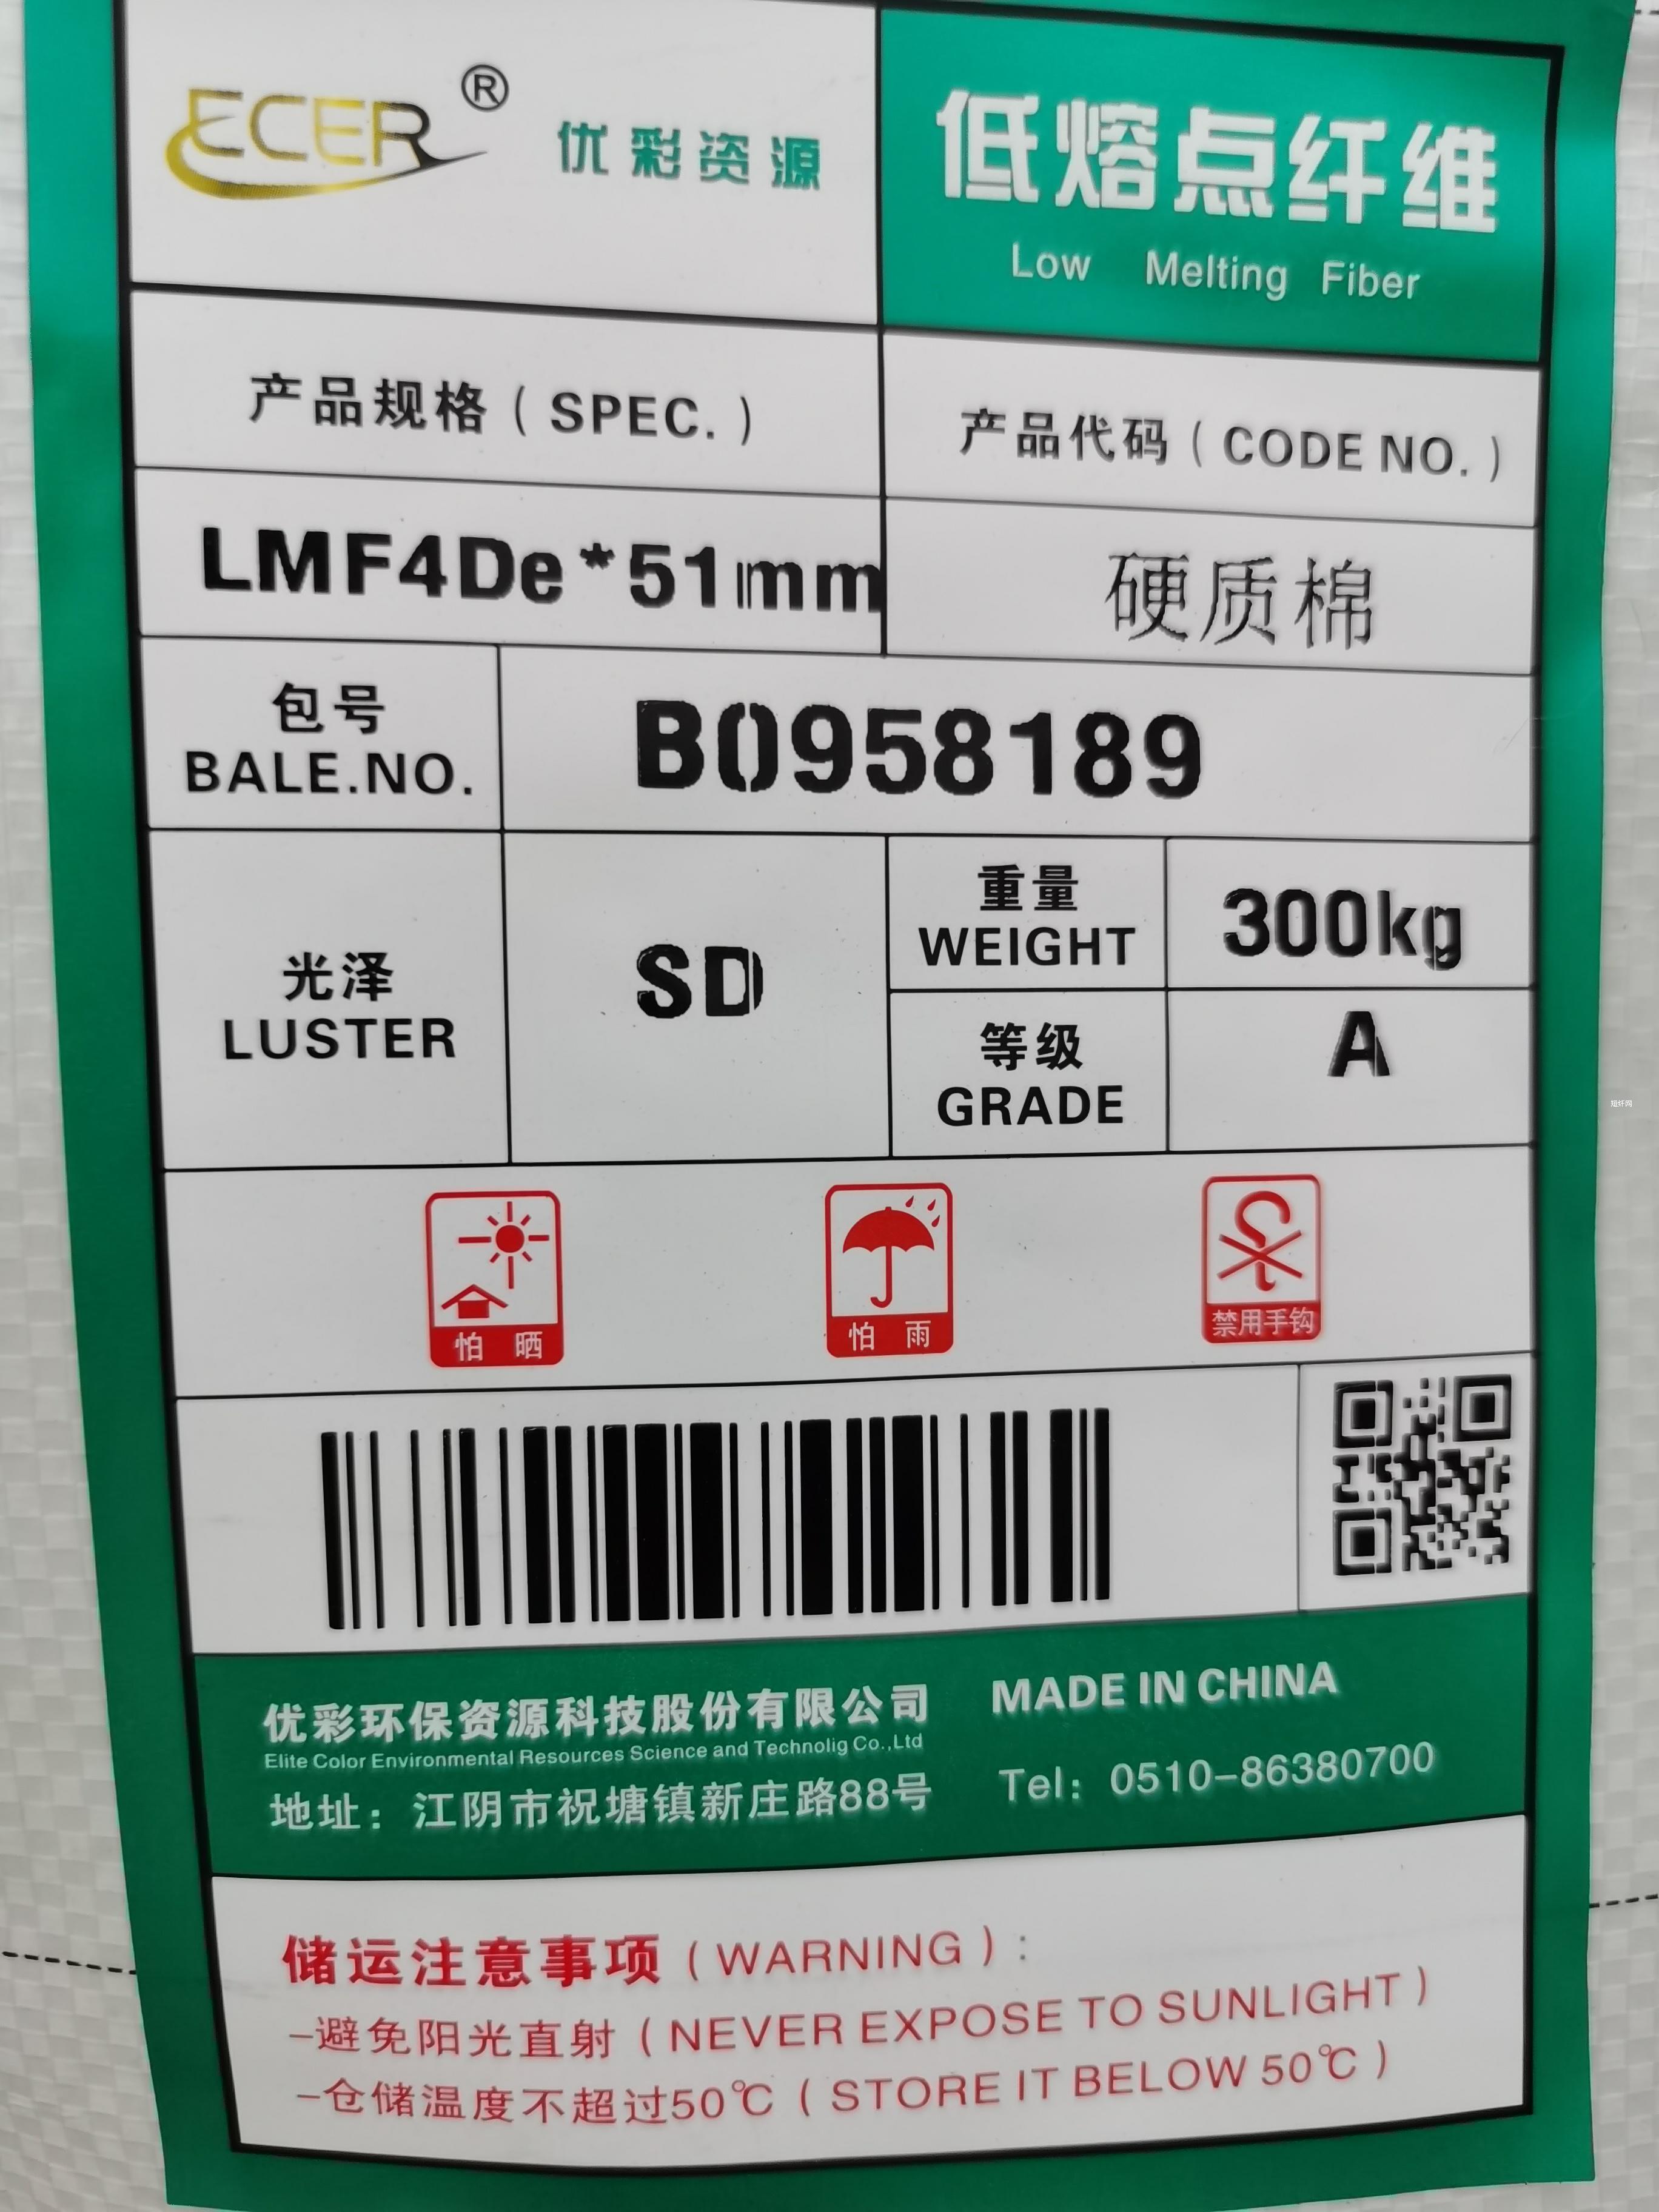 ECER® 优彩资源
低熔点纤维
Low Melting Fiber
产品规格（SPEC.）
产品代码（CODE NO.）
LMF4De*51mm
硬质棉
包号
BALE.NO.
B0958189
光泽
LUSTER
SD
重量
WEIGHT
300kg
等级
GRADE
A
短纤网
怕 晒
怕 雨
禁用手钩
优彩环保资源科技股份有限公司
Elite Color Environmental Resources Science and Technolig Co.,Ltd
地址：江阴市祝塘镇新庄路88号
MADE IN CHINA
Tel：0510-86380700
储运注意事项（WARNING）:
-避免阳光直射（NEVER EXPOSE TO SUNLIGHT）
-仓储温度不超过50℃（STORE IT BELOW 50℃）